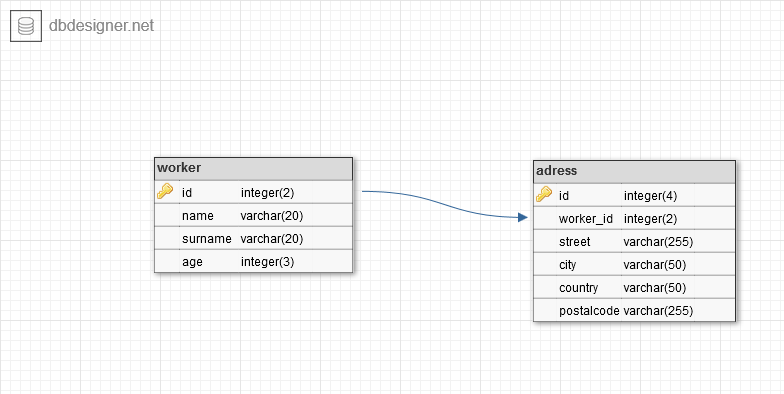 dbdesigner.net
worker
id integer(2)
name varchar(20)
surname varchar(20)
age integer(3)
adress
id integer(4)
worker_id integer(2)
street varchar(255)
city varchar(50)
country varchar(50)
postalcode varchar(255)